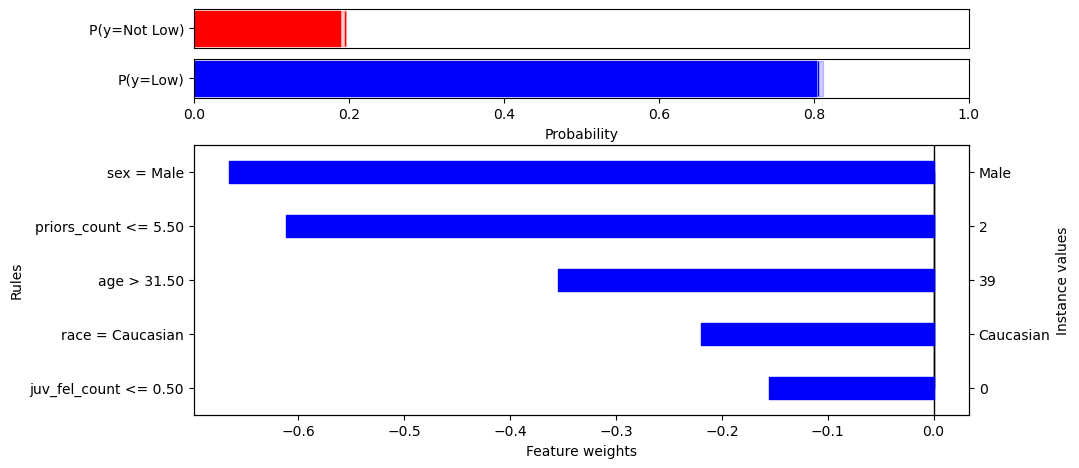 P(y=Not Low)
P(y=Low)
0.0 0.2 0.4 0.6 0.8 1.0
Probability
sex = Male Male
priors_count <= 5.50 2
age > 31.50 39
race = Caucasian Caucasian
juv_fel_count <= 0.50 0
Rules
Instance values
−0.6 −0.5 −0.4 −0.3 −0.2 −0.1 0.0
Feature weights